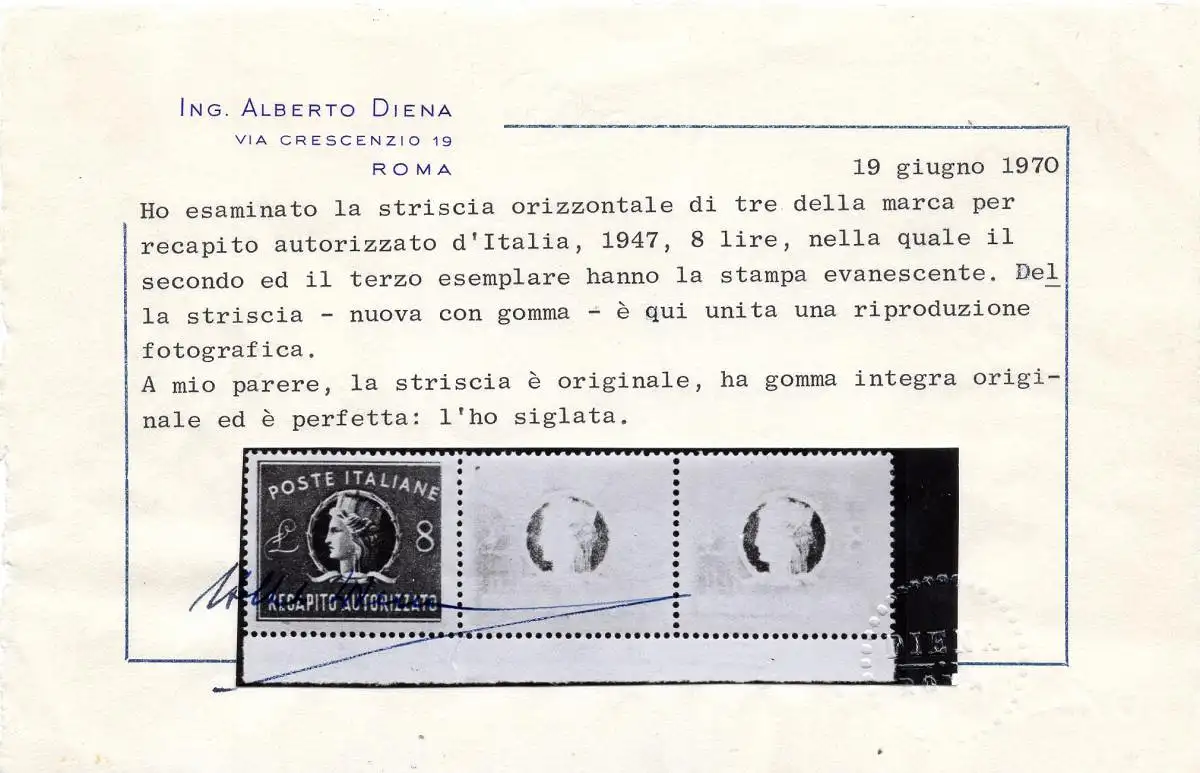 ING. ALBERTO DIENA
VIA CRESCENZIO 19
ROMA
19 giugno 1970
Ho esaminato la striscia orizzontale di tre della marca per
recapito autorizzato d'Italia, 1947, 8 lire, nella quale il
secondo ed il terzo esemplare hanno la stampa evanescente. Del
la striscia - nuova con gomma - è qui unita una riproduzione
fotografica.
A mio parere, la striscia è originale, ha gomma integra origi-
nale ed è perfetta: l'ho siglata.
POSTE ITALIANE
£ 8
RECAPITO AUTORIZZATO